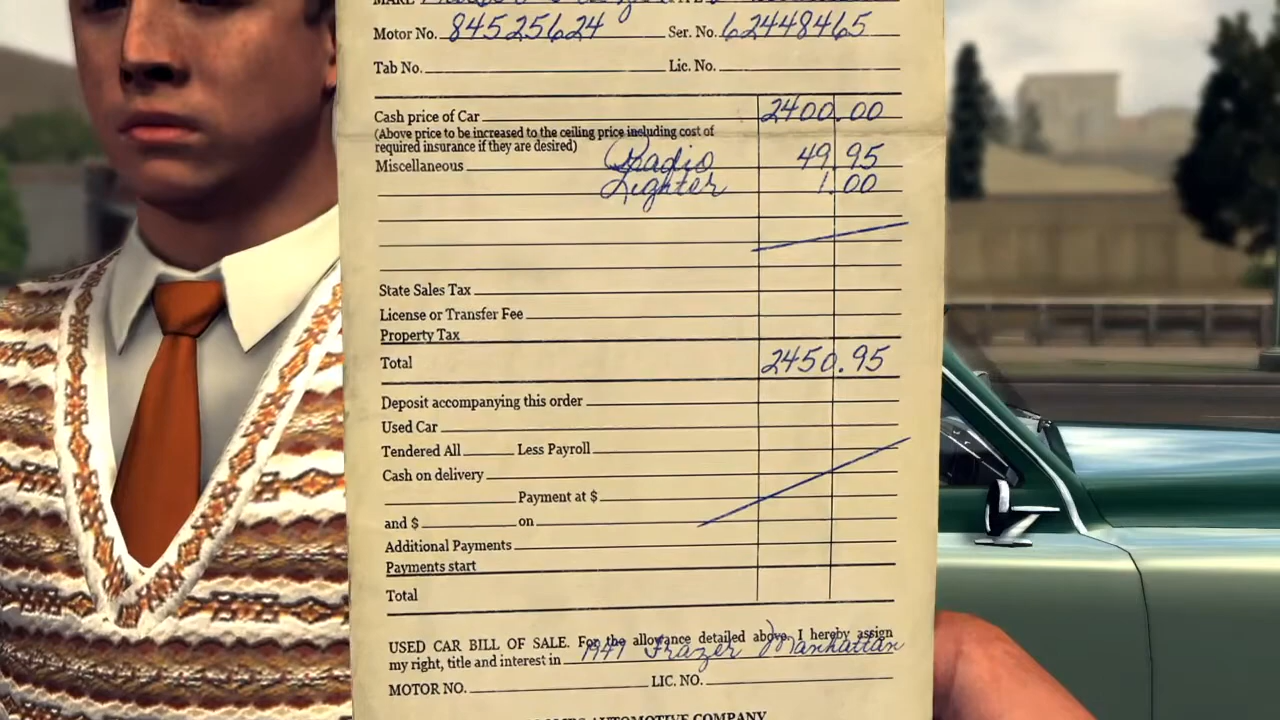 MAKE
Motor No. 84525624 Ser. No. 62448465
Tab No. Lic. No.
Cash price of Car 2400.00
(Above price to be increased to the ceiling price including cost of
required insurance if they are desired)
Miscellaneous Radio 49 95
Lighter 1.00
State Sales Tax
License or Transfer Fee
Property Tax
Total 2450.95
Deposit accompanying this order
Used Car
Tendered All Less Payroll
Cash on delivery
Payment at $
and $ on
Additional Payments
Payments start
Total
USED CAR BILL OF SALE. For the allowance detailed above, I hereby assign
my right, title and interest in 1947 Frazer Manhattan
MOTOR NO. LIC. NO.
AUTOMOTIVE COMPANY